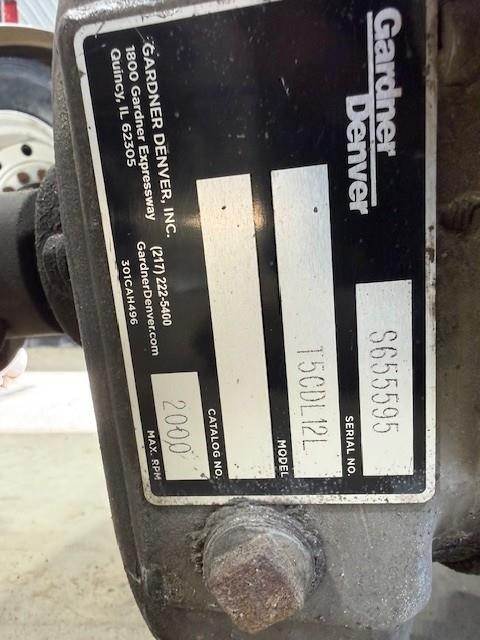 Gardner
Denver
SERIAL NO. S655595
MODEL T5CDL12L
CATALOG NO.
MAX. RPM 2000
GARDNER DENVER, INC.
1800 Gardner Expressway
Quincy, IL 62305
(217) 222-5400
GardnerDenver.com
301CAH496